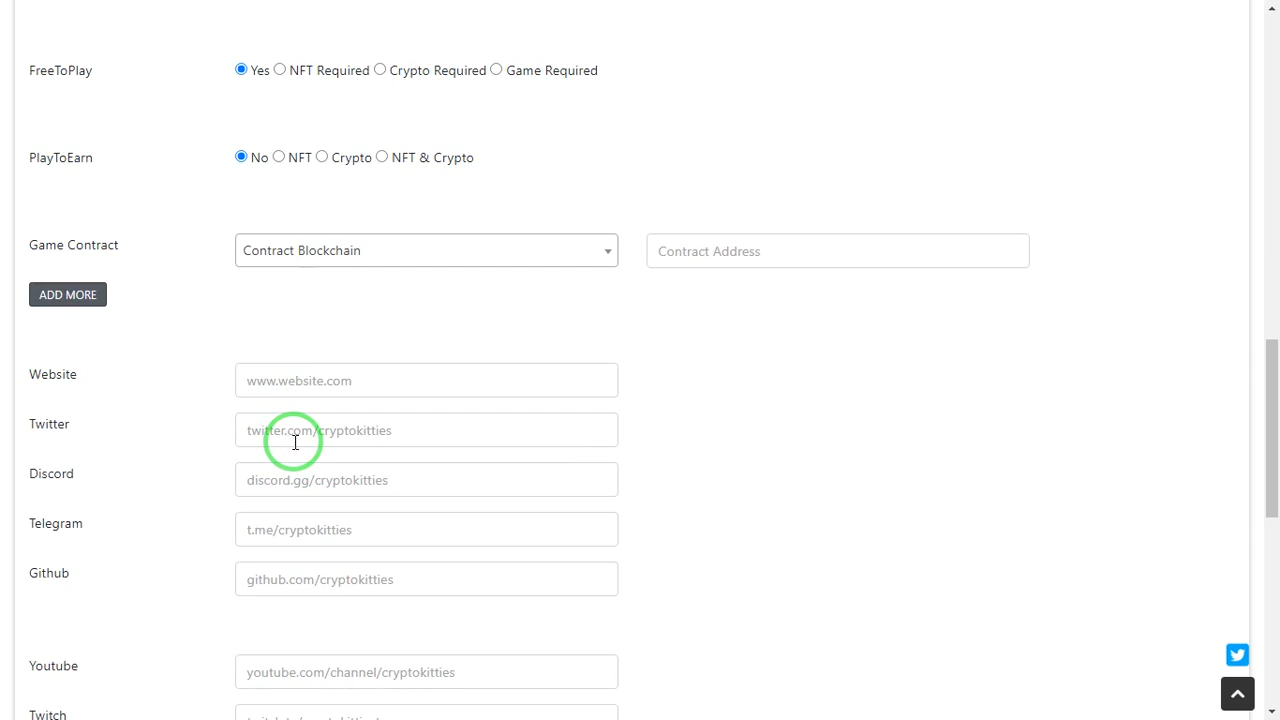 FreeToPlay Yes NFT Required Crypto Required Game Required
PlayToEarn No NFT Crypto NFT & Crypto
Game Contract Contract Blockchain Contract Address
ADD MORE
Website www.website.com
Twitter twitter.com/cryptokitties
Discord discord.gg/cryptokitties
Telegram t.me/cryptokitties
Github github.com/cryptokitties
Youtube youtube.com/channel/cryptokitties
Twitch